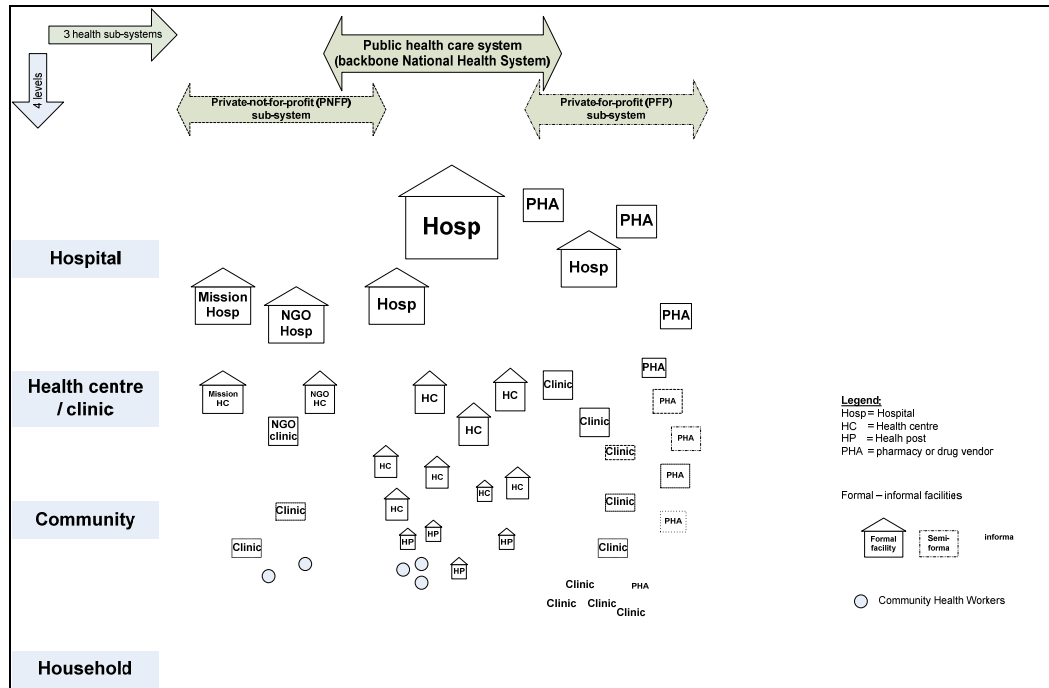 3 health sub-systems
4 levels
Public health care system
(backbone National Health System)
Private-not-for-profit (PNFP)
sub-system
Private-for-profit (PFP)
sub-system
Hospital
Hosp
PHA
PHA
Hosp
Mission
Hosp
NGO
Hosp
Hosp
PHA
Health centre
/ clinic
Mission
HC
NGO
HC
HC
HC
Clinic
PHA
PHA
NGO
clinic
HC
Clinic
PHA
Clinic
HC
HC
HC
HC
PHA
Community
Clinic
HC
Clinic
PHA
Clinic
HP
HP
HP
Clinic
HP
Clinic
PHA
Clinic
Clinic
Clinic
Household
Legend:
Hosp = Hospital
HC = Health centre
HP = Healh post
PHA = pharmacy or drug vendor
Formal – informal facilities
Formal
facility
Semi-
forma
informa
Community Health Workers